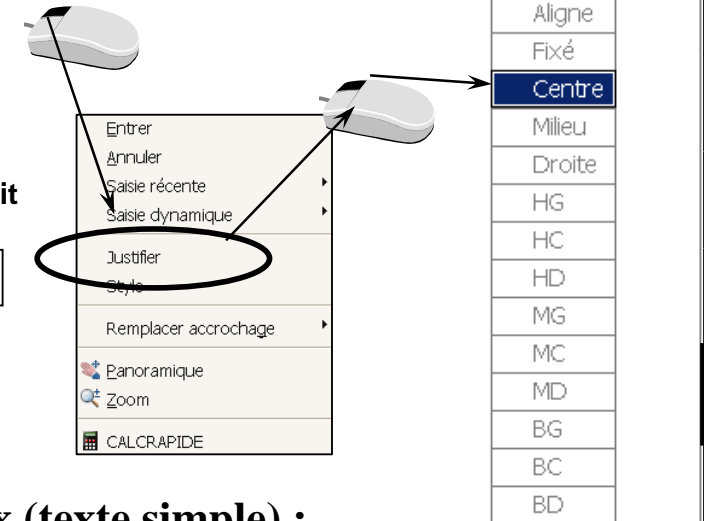 it
Entrer
Annuler
Saisie récente
Saisie dynamique
Justifier
Style
Remplacer accrochage
Panoramique
Zoom
CALCRAPIDE
Aligne
Fixé
Centre
Milieu
Droite
HG
HC
HD
MG
MC
MD
BG
BC
BD
x (texte simple) :